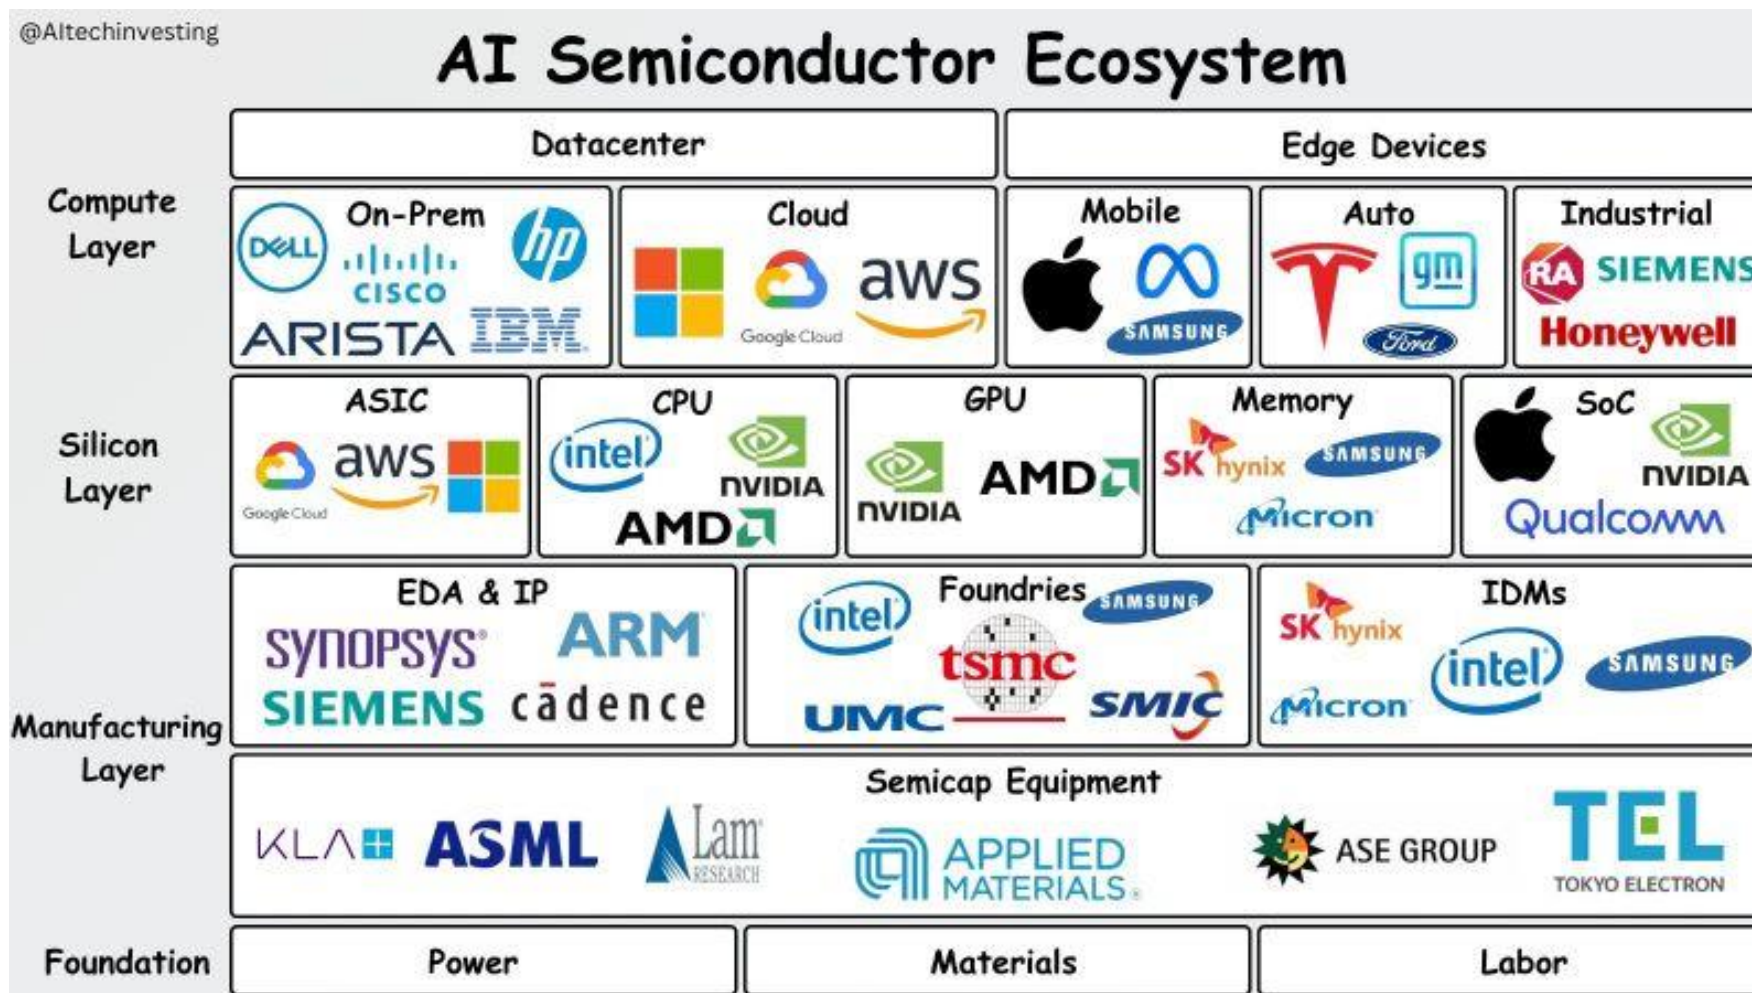 @AItechinvesting
AI Semiconductor Ecosystem
Datacenter
Edge Devices
Compute
Layer
On-Prem
DELL
hp
CISCO
ARISTA
IBM
Cloud
Google Cloud
aws
Mobile
SAMSUNG
Auto
gm
Ford
Industrial
RA
SIEMENS
Honeywell
Silicon
Layer
ASIC
Google Cloud
aws
CPU
intel
NVIDIA
AMD
GPU
NVIDIA
AMD
Memory
SK hynix
SAMSUNG
Micron
SoC
NVIDIA
Qualcomm
Manufacturing
Layer
EDA & IP
SYNOPSYS
ARM
SIEMENS
cādence
Foundries
intel
SAMSUNG
tsmc
UMC
SMIC
IDMs
SK hynix
intel
SAMSUNG
Micron
Semicap Equipment
KLA
ASML
Lam
RESEARCH
APPLIED
MATERIALS
ASE GROUP
TEL
TOKYO ELECTRON
Foundation
Power
Materials
Labor